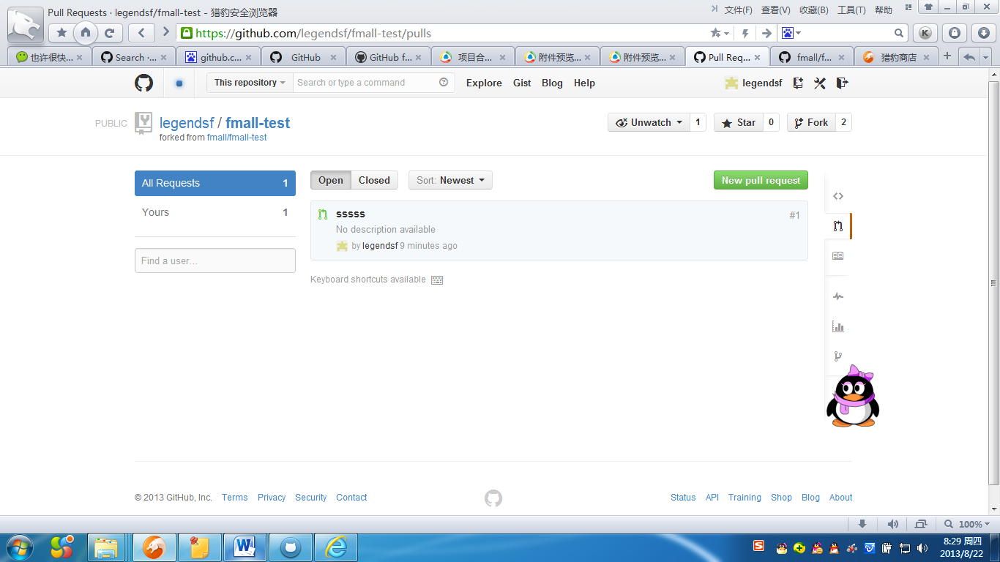 Pull Requests · legendsf/fmall-test - 猎豹安全浏览器
文件(F) 查看(V) 收藏(B) 工具(T) 帮助
https://github.com/legendsf/fmall-test/pulls
也许很快... Search ·... github.c... GitHub GitHub f... 项目合... 附件预览... 附件预览... Pull Req... fmall/f... 猎豹商店
This repository Search or type a command Explore Gist Blog Help legendsf
PUBLIC legendsf / fmall-test Unwatch 1 Star 0 Fork 2
forked from fmall/fmall-test
All Requests 1 Open Closed Sort: Newest New pull request
Yours 1
sssss #1
No description available
by legendsf 9 minutes ago
Find a user...
Keyboard shortcuts available
© 2013 GitHub, Inc. Terms Privacy Security Contact Status API Training Shop Blog About
100%
8:29 周四
2013/8/22